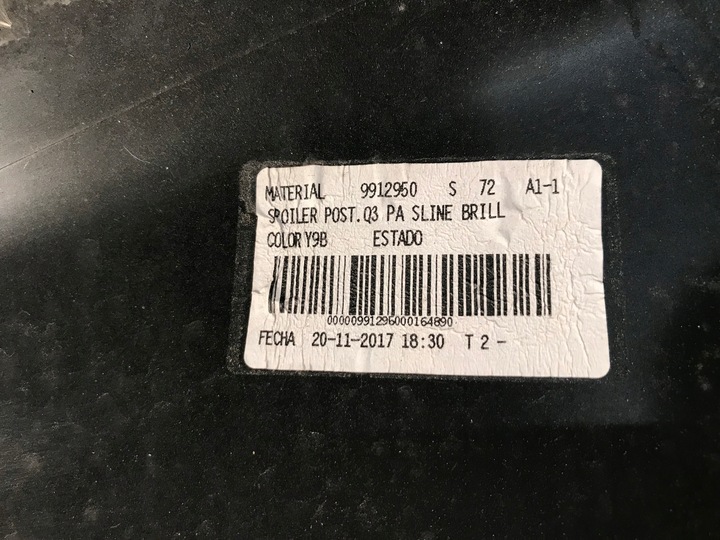 MATERIAL 9912950 S 72 A1-1
SPOILER POST.Q3 PA SLINE BRILL
COLOR Y9B ESTADO
00000991296000164890
FECHA 20-11-2017 18:30 T 2 -